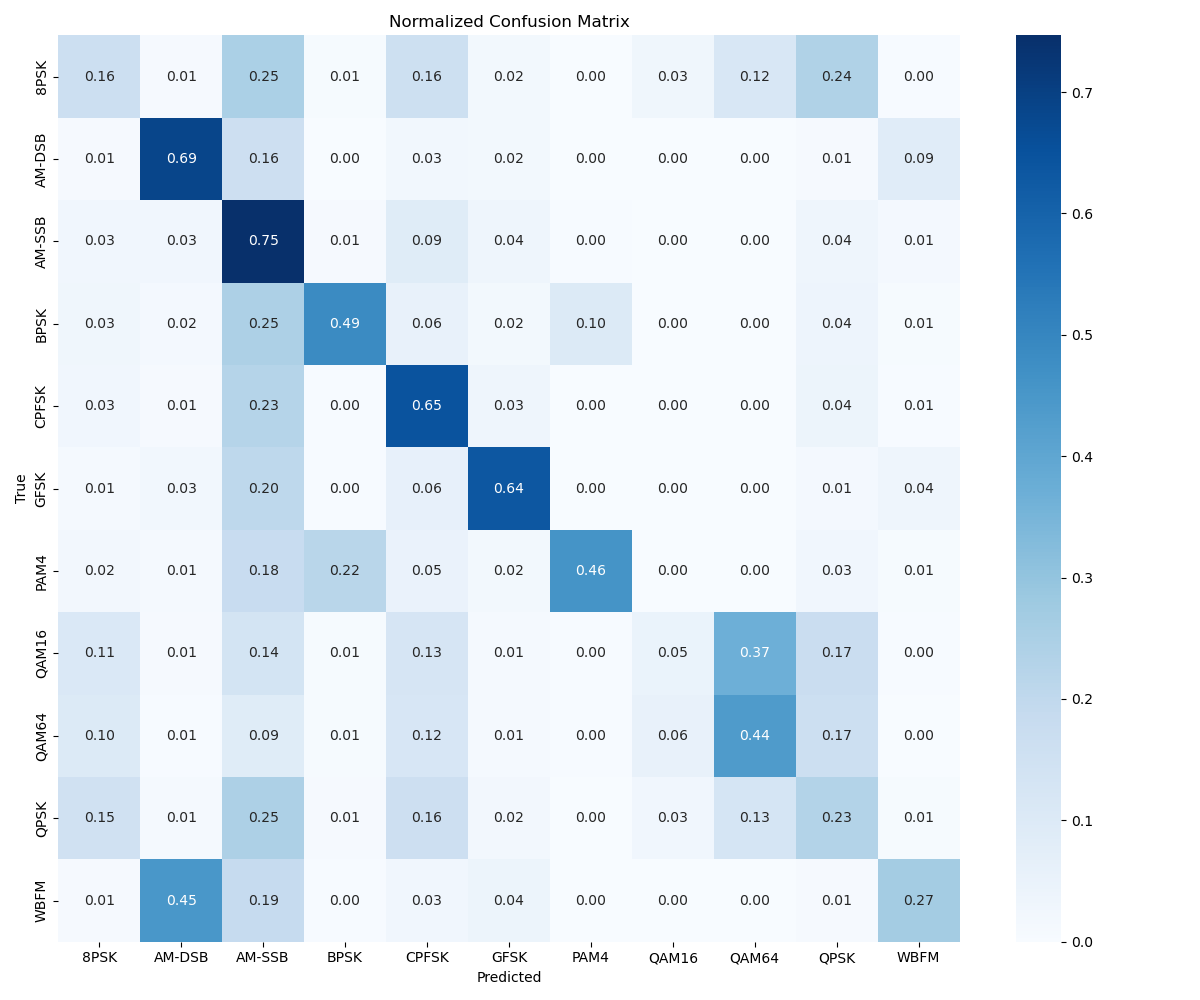 Normalized Confusion Matrix
8PSK 0.16 0.01 0.25 0.01 0.16 0.02 0.00 0.03 0.12 0.24 0.00
AM-DSB 0.01 0.69 0.16 0.00 0.03 0.02 0.00 0.00 0.00 0.01 0.09
AM-SSB 0.03 0.03 0.75 0.01 0.09 0.04 0.00 0.00 0.00 0.04 0.01
BPSK 0.03 0.02 0.25 0.49 0.06 0.02 0.10 0.00 0.00 0.04 0.01
CPFSK 0.03 0.01 0.23 0.00 0.65 0.03 0.00 0.00 0.00 0.04 0.01
GFSK 0.01 0.03 0.20 0.00 0.06 0.64 0.00 0.00 0.00 0.01 0.04
PAM4 0.02 0.01 0.18 0.22 0.05 0.02 0.46 0.00 0.00 0.03 0.01
QAM16 0.11 0.01 0.14 0.01 0.13 0.01 0.00 0.05 0.37 0.17 0.00
QAM64 0.10 0.01 0.09 0.01 0.12 0.01 0.00 0.06 0.44 0.17 0.00
QPSK 0.15 0.01 0.25 0.01 0.16 0.02 0.00 0.03 0.13 0.23 0.01
WBFM 0.01 0.45 0.19 0.00 0.03 0.04 0.00 0.00 0.00 0.01 0.27
8PSK AM-DSB AM-SSB BPSK CPFSK GFSK PAM4 QAM16 QAM64 QPSK WBFM
Predicted
True
0.7
0.6
0.5
0.4
0.3
0.2
0.1
0.0